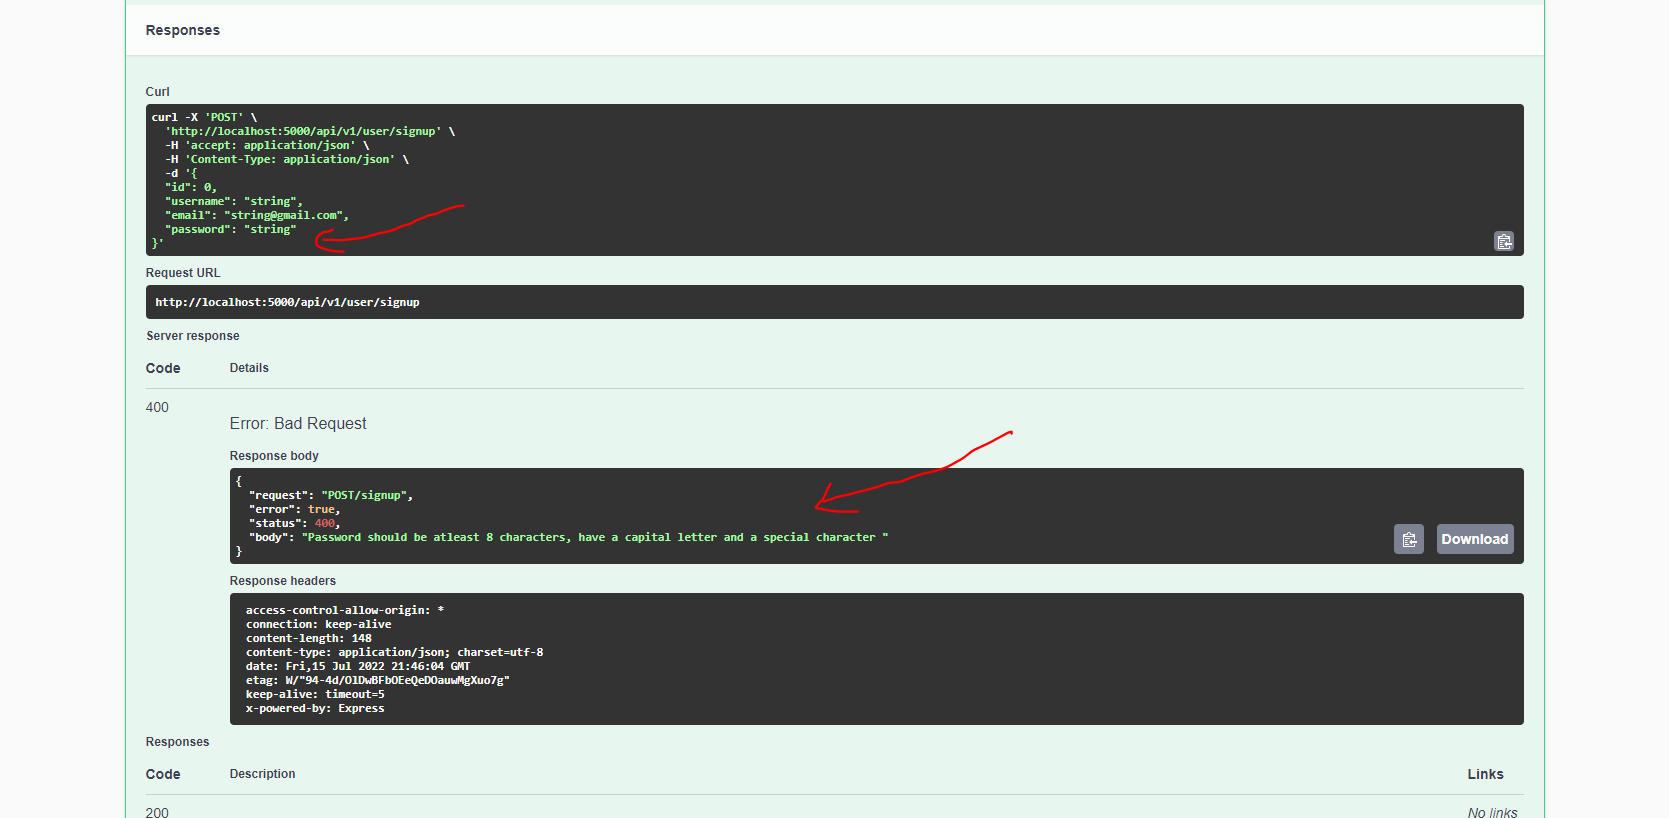 Responses
Curl
curl -X 'POST' \
  'http://localhost:5000/api/v1/user/signup' \
  -H 'accept: application/json' \
  -H 'Content-Type: application/json' \
  -d '{
  "id": 0,
  "username": "string",
  "email": "string@gmail.com",
  "password": "string"
}'
Request URL
http://localhost:5000/api/v1/user/signup
Server response
Code Details
400
Error: Bad Request
Response body
{
  "request": "POST/signup",
  "error": true,
  "status": 400,
  "body": "Password should be atleast 8 characters, have a capital letter and a special character "
}
Download
Response headers
access-control-allow-origin: *
connection: keep-alive
content-length: 148
content-type: application/json; charset=utf-8
date: Fri,15 Jul 2022 21:46:04 GMT
etag: W/"94-4d/OlDwBFbOEeQeDOauwMgXuo7g"
keep-alive: timeout=5
x-powered-by: Express
Responses
Code Description Links
200 No links